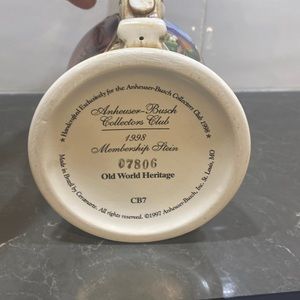 ★ Handcrafted Exclusively for the Anheuser-Busch Collectors Club 1998 ★
Anheuser-Busch
Collectors Club
1998
Membership Stein
07806
Old World Heritage
CB7
Made in Brazil by Ceramarte. All rights reserved. ©1997 Anheuser-Busch, Inc. St. Louis, MO